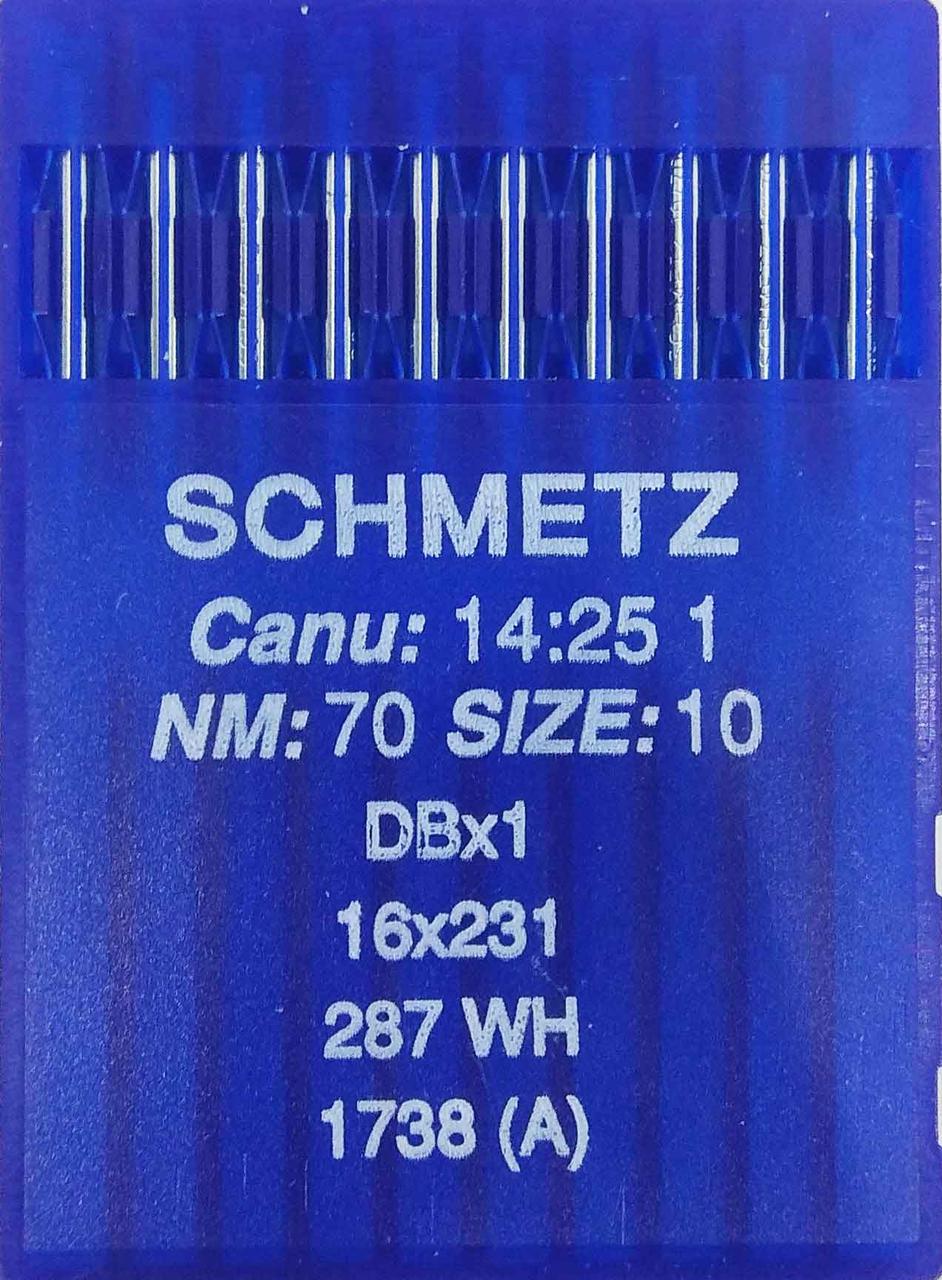 SCHMETZ
Canu: 14:25 1
NM: 70 SIZE: 10
DBx1
16x231
287 WH
1738 (A)